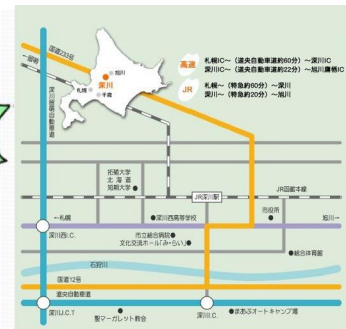 国道233号
←留萌
旭川
深川
札幌
千歳
高速
札幌IC～（道央自動車道約60分）～深川IC
深川IC～（道央自動車道約22分）～旭川鷹栖IC
JR
札幌～（特急約60分）～深川
深川～（特急約20分）～旭川
深川留萌自動車道
拓殖大学
北海道
短期大学
JR深川駅
JR函館本線
←札幌
深川西高等学校
市役所
旭川→
深川西I.C.
市立総合病院
文化交流ホール「み・らい」
総合体育館
石狩川
国道12号
道央自動車道
深川J.C.T
聖マーガレット教会
深川I.C.
まあぶオートキャンプ場